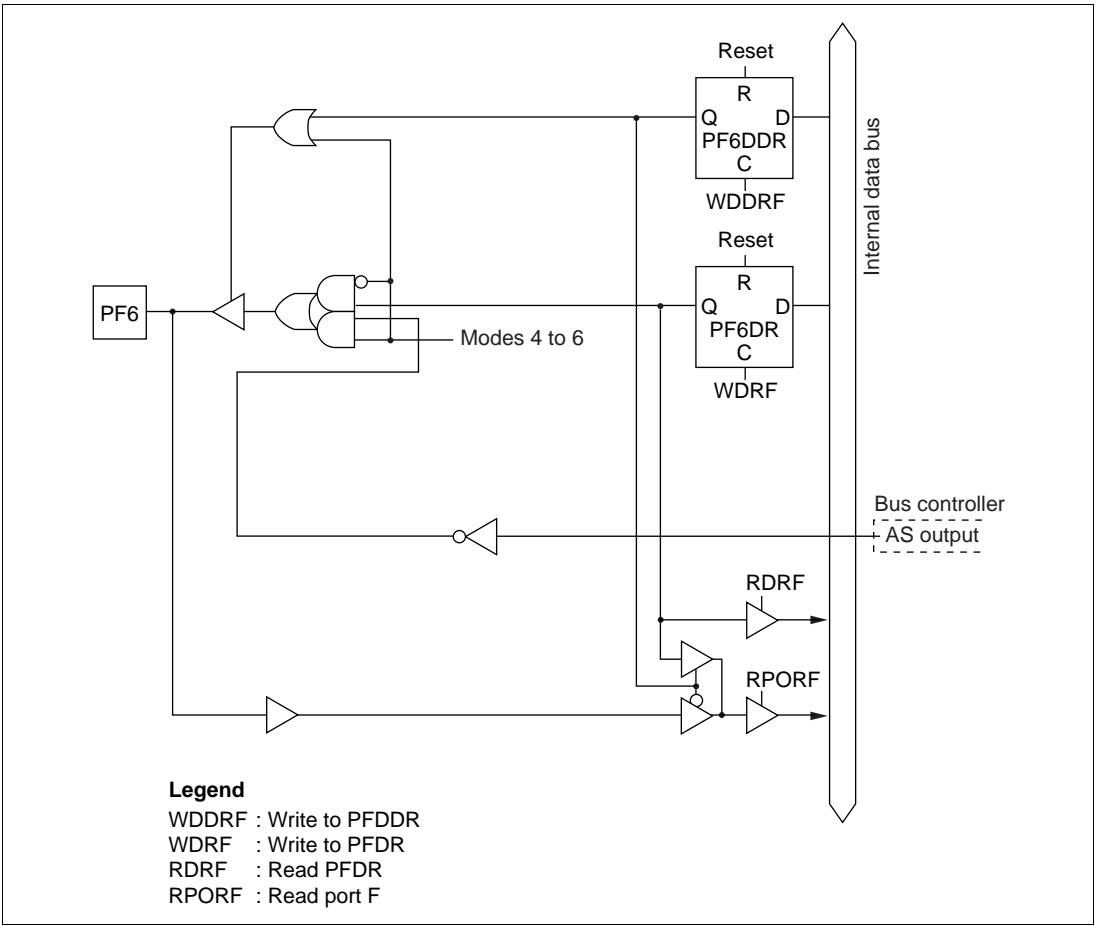 Reset
R
Q D
PF6DDR
C
WDDRF
Internal data bus
Reset
R
Q D
PF6DR
C
WDRF
PF6
Modes 4 to 6
Bus controller
AS output
RDRF
RPORF
Legend
WDDRF : Write to PFDDR
WDRF : Write to PFDR
RDRF : Read PFDR
RPORF : Read port F